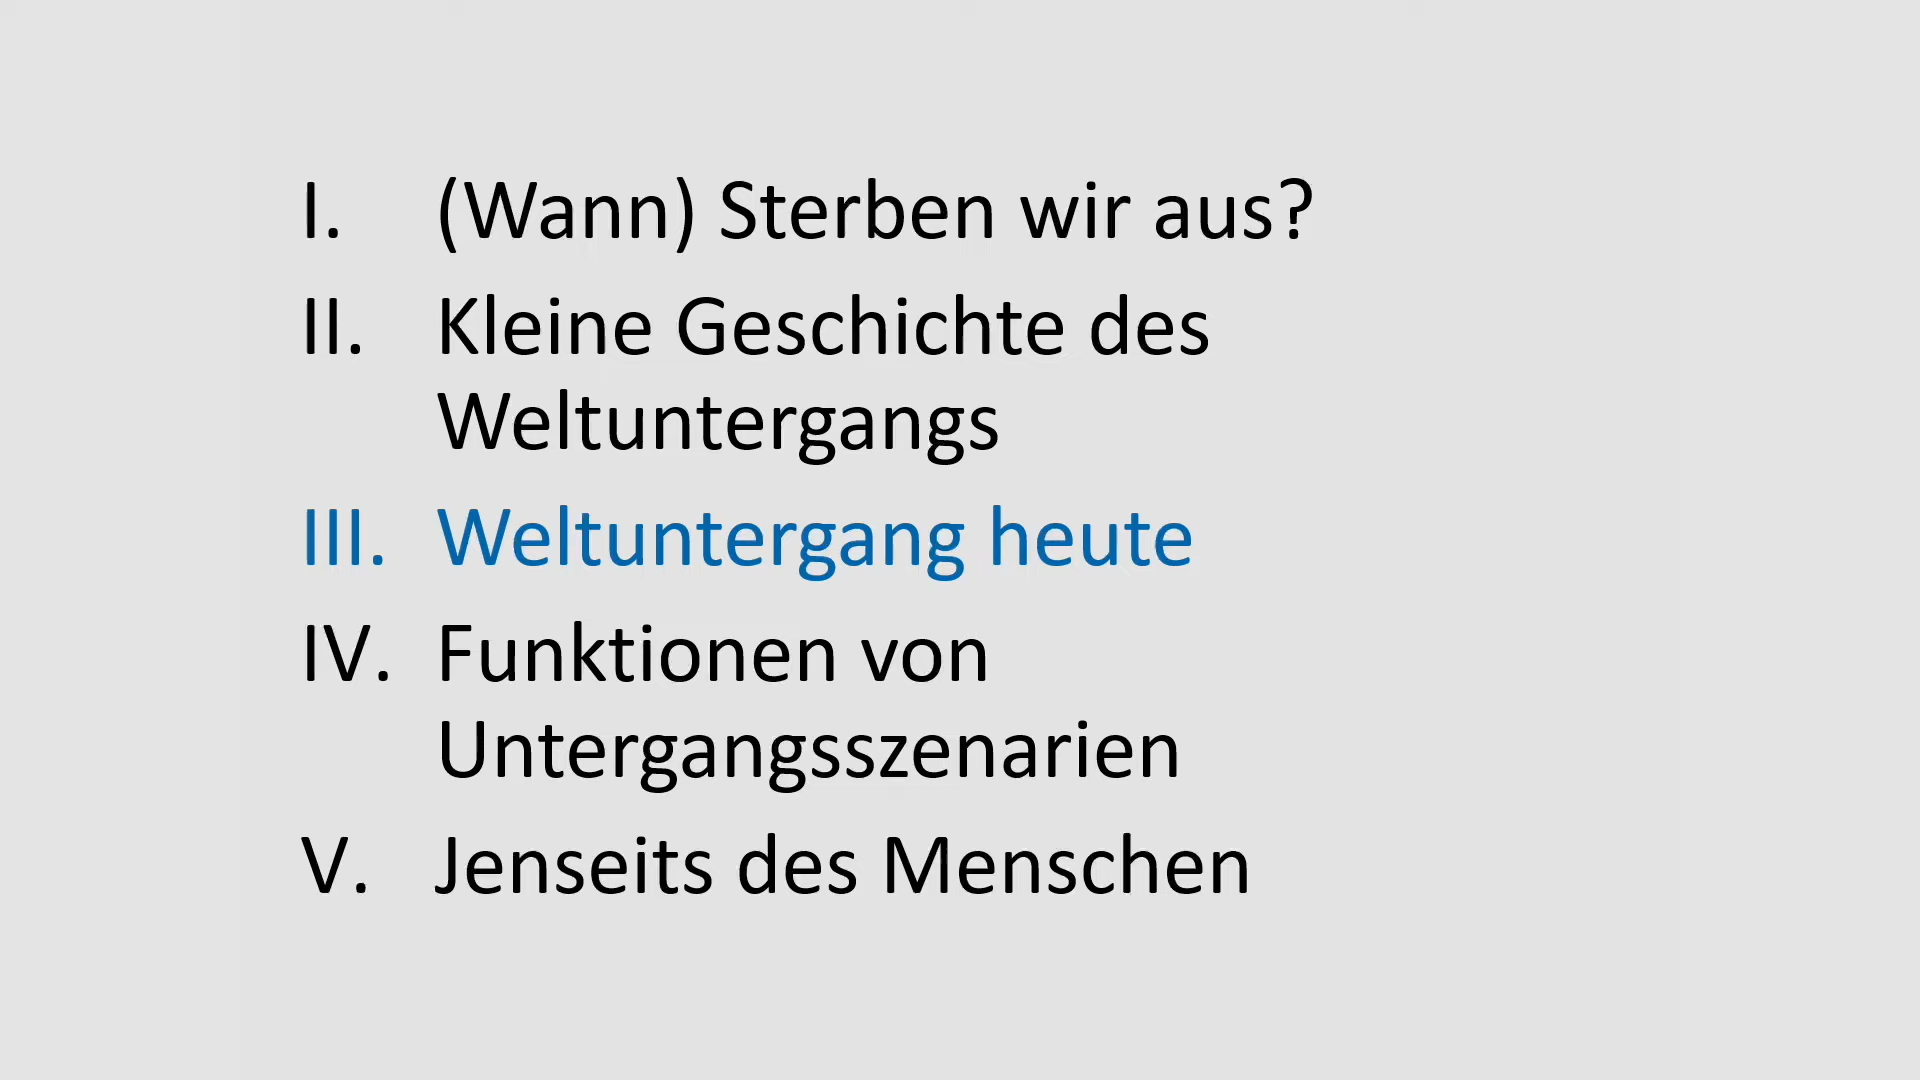 I. (Wann) Sterben wir aus?
II. Kleine Geschichte des
Weltuntergangs
III. Weltuntergang heute
IV. Funktionen von
Untergangsszenarien
V. Jenseits des Menschen